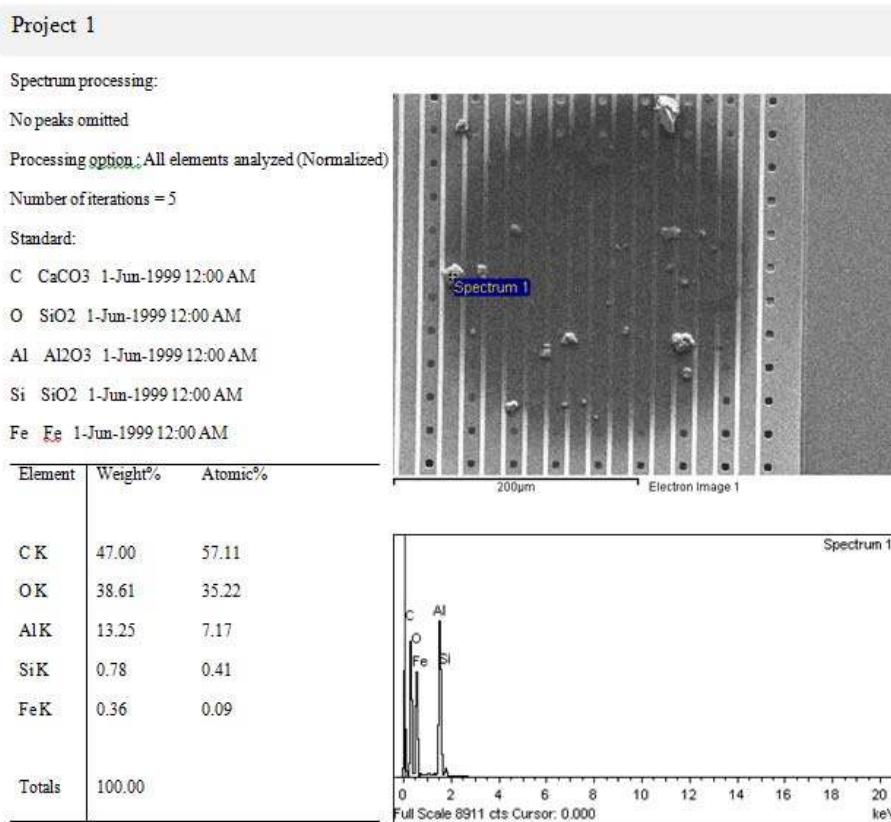 Project 1
Spectrum processing:
No peaks omitted
Processing option : All elements analyzed (Normalized)
Number of iterations = 5
Standard:
C CaCO3 1-Jun-1999 12:00 AM
O SiO2 1-Jun-1999 12:00 AM
Al Al2O3 1-Jun-1999 12:00 AM
Si SiO2 1-Jun-1999 12:00 AM
Fe Fe 1-Jun-1999 12:00 AM
Element Weight% Atomic%
C K 47.00 57.11
O K 38.61 35.22
Al K 13.25 7.17
Si K 0.78 0.41
Fe K 0.36 0.09
Totals 100.00
Spectrum 1
200µm Electron Image 1
Spectrum 1
C
O
Fe
Al
Si
0 2 4 6 8 10 12 14 16 18 20
Full Scale 8911 cts Cursor: 0.000 keV